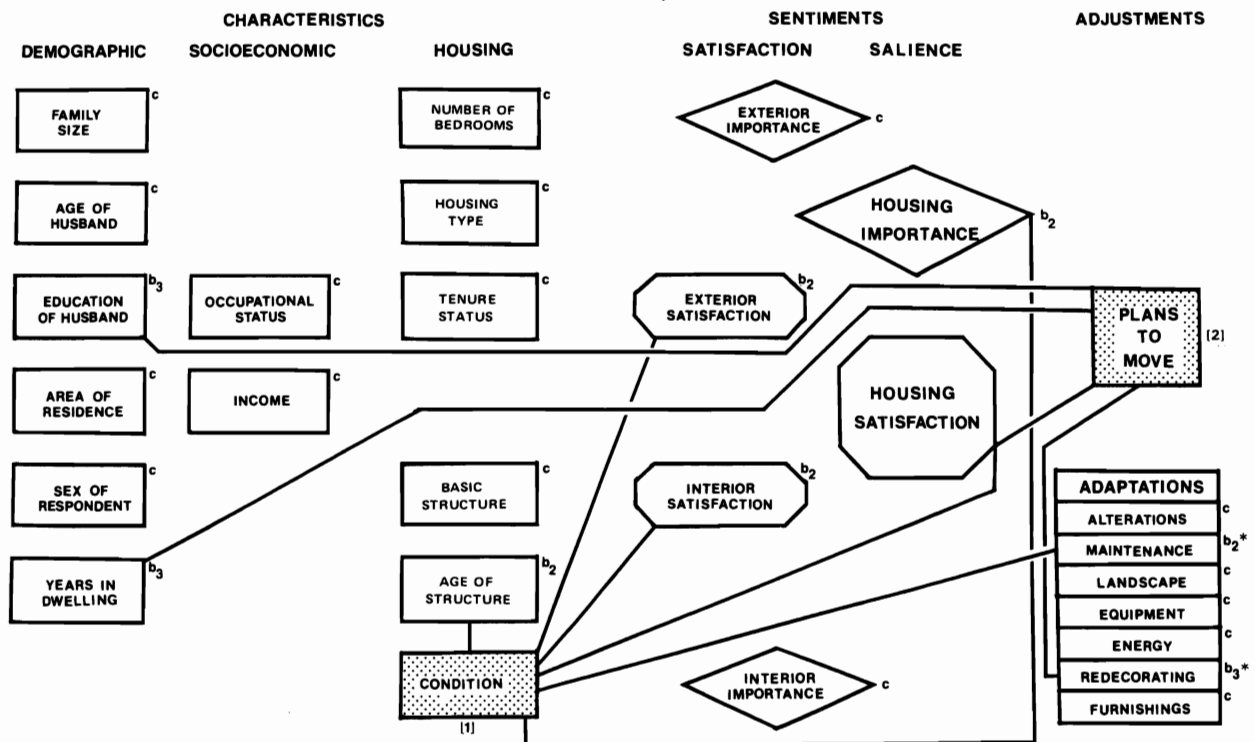 CHARACTERISTICS
SENTIMENTS
ADJUSTMENTS
DEMOGRAPHIC
SOCIOECONOMIC
HOUSING
SATISFACTION
SALIENCE
FAMILY
SIZE
c
NUMBER OF
BEDROOMS
c
EXTERIOR
IMPORTANCE
c
AGE OF
HUSBAND
c
HOUSING
TYPE
c
HOUSING
IMPORTANCE
b2
EDUCATION
OF HUSBAND
b3
OCCUPATIONAL
STATUS
c
TENURE
STATUS
c
EXTERIOR
SATISFACTION
b2
PLANS
TO
MOVE
[2]
AREA OF
RESIDENCE
c
INCOME
c
HOUSING
SATISFACTION
SEX OF
RESPONDENT
c
BASIC
STRUCTURE
c
INTERIOR
SATISFACTION
b2
YEARS IN
DWELLING
b3
AGE OF
STRUCTURE
b2
CONDITION
[1]
INTERIOR
IMPORTANCE
c
ADAPTATIONS
ALTERATIONS
c
MAINTENANCE
b2*
LANDSCAPE
c
EQUIPMENT
c
ENERGY
c
REDECORATING
b3*
FURNISHINGS
c